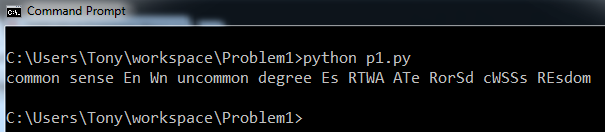 Command Prompt
C:\Users\Tony\workspace\Problem1>python p1.py
common sense En Wn uncommon degree Es RTWA ATe RorSd cWSSs REsdom
C:\Users\Tony\workspace\Problem1>